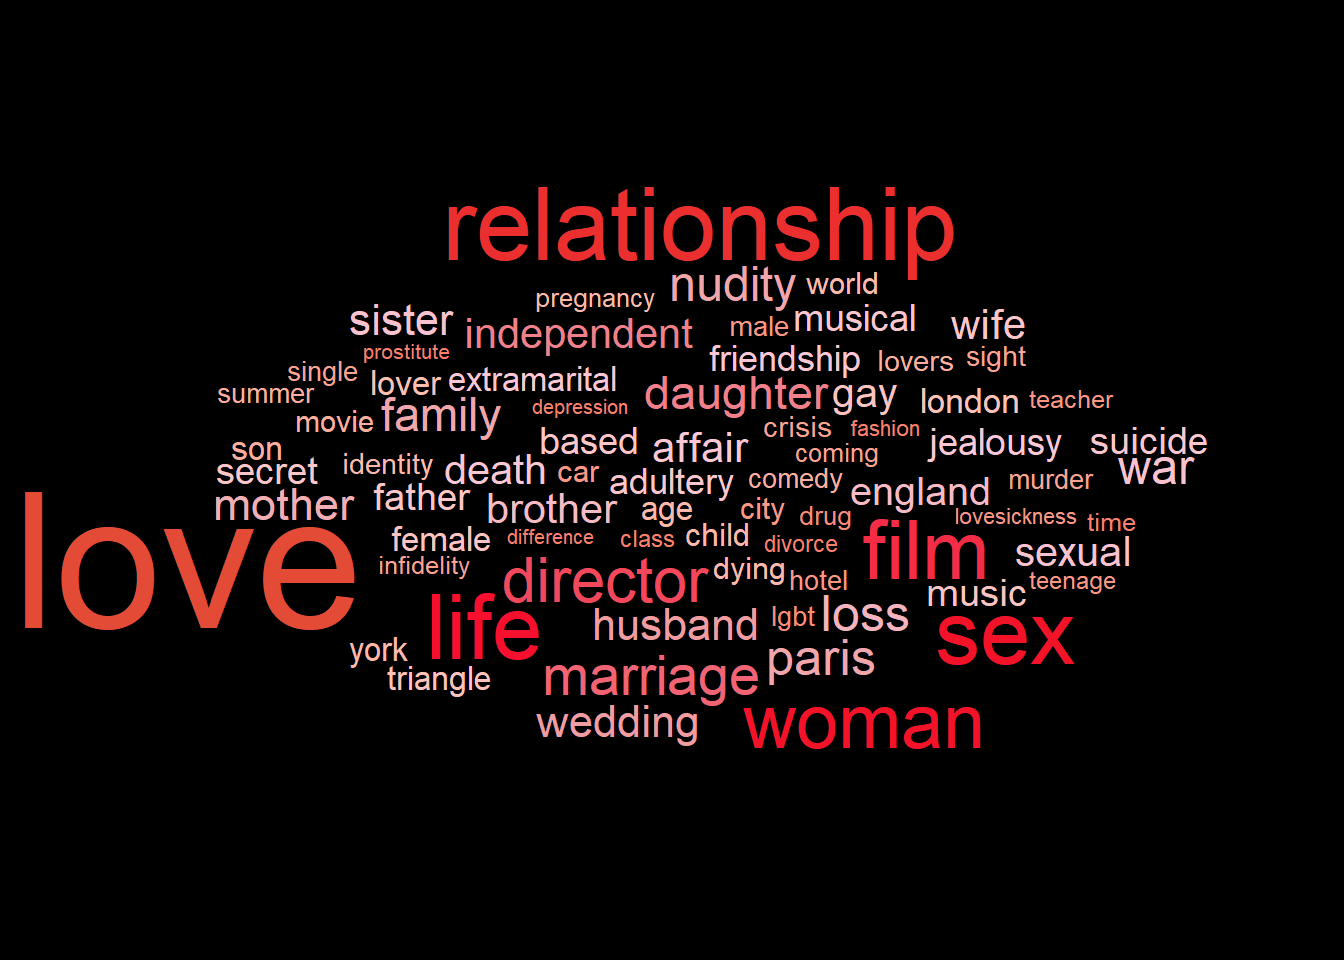 relationship
nudity world
pregnancy
sister independent male musical wife
prostitute friendship lovers sight
single lover extramarital daughter gay london teacher
summer
movie family depression
crisis fashion
son based affair coming jealousy suicide
secret identity death car adultery comedy murder war
mother father brother age city drug england
love female difference class child divorce film lovesickness time
infidelity director dying hotel sexual
teenage
life husband lgbt loss music sex
york paris
triangle marriage
wedding woman